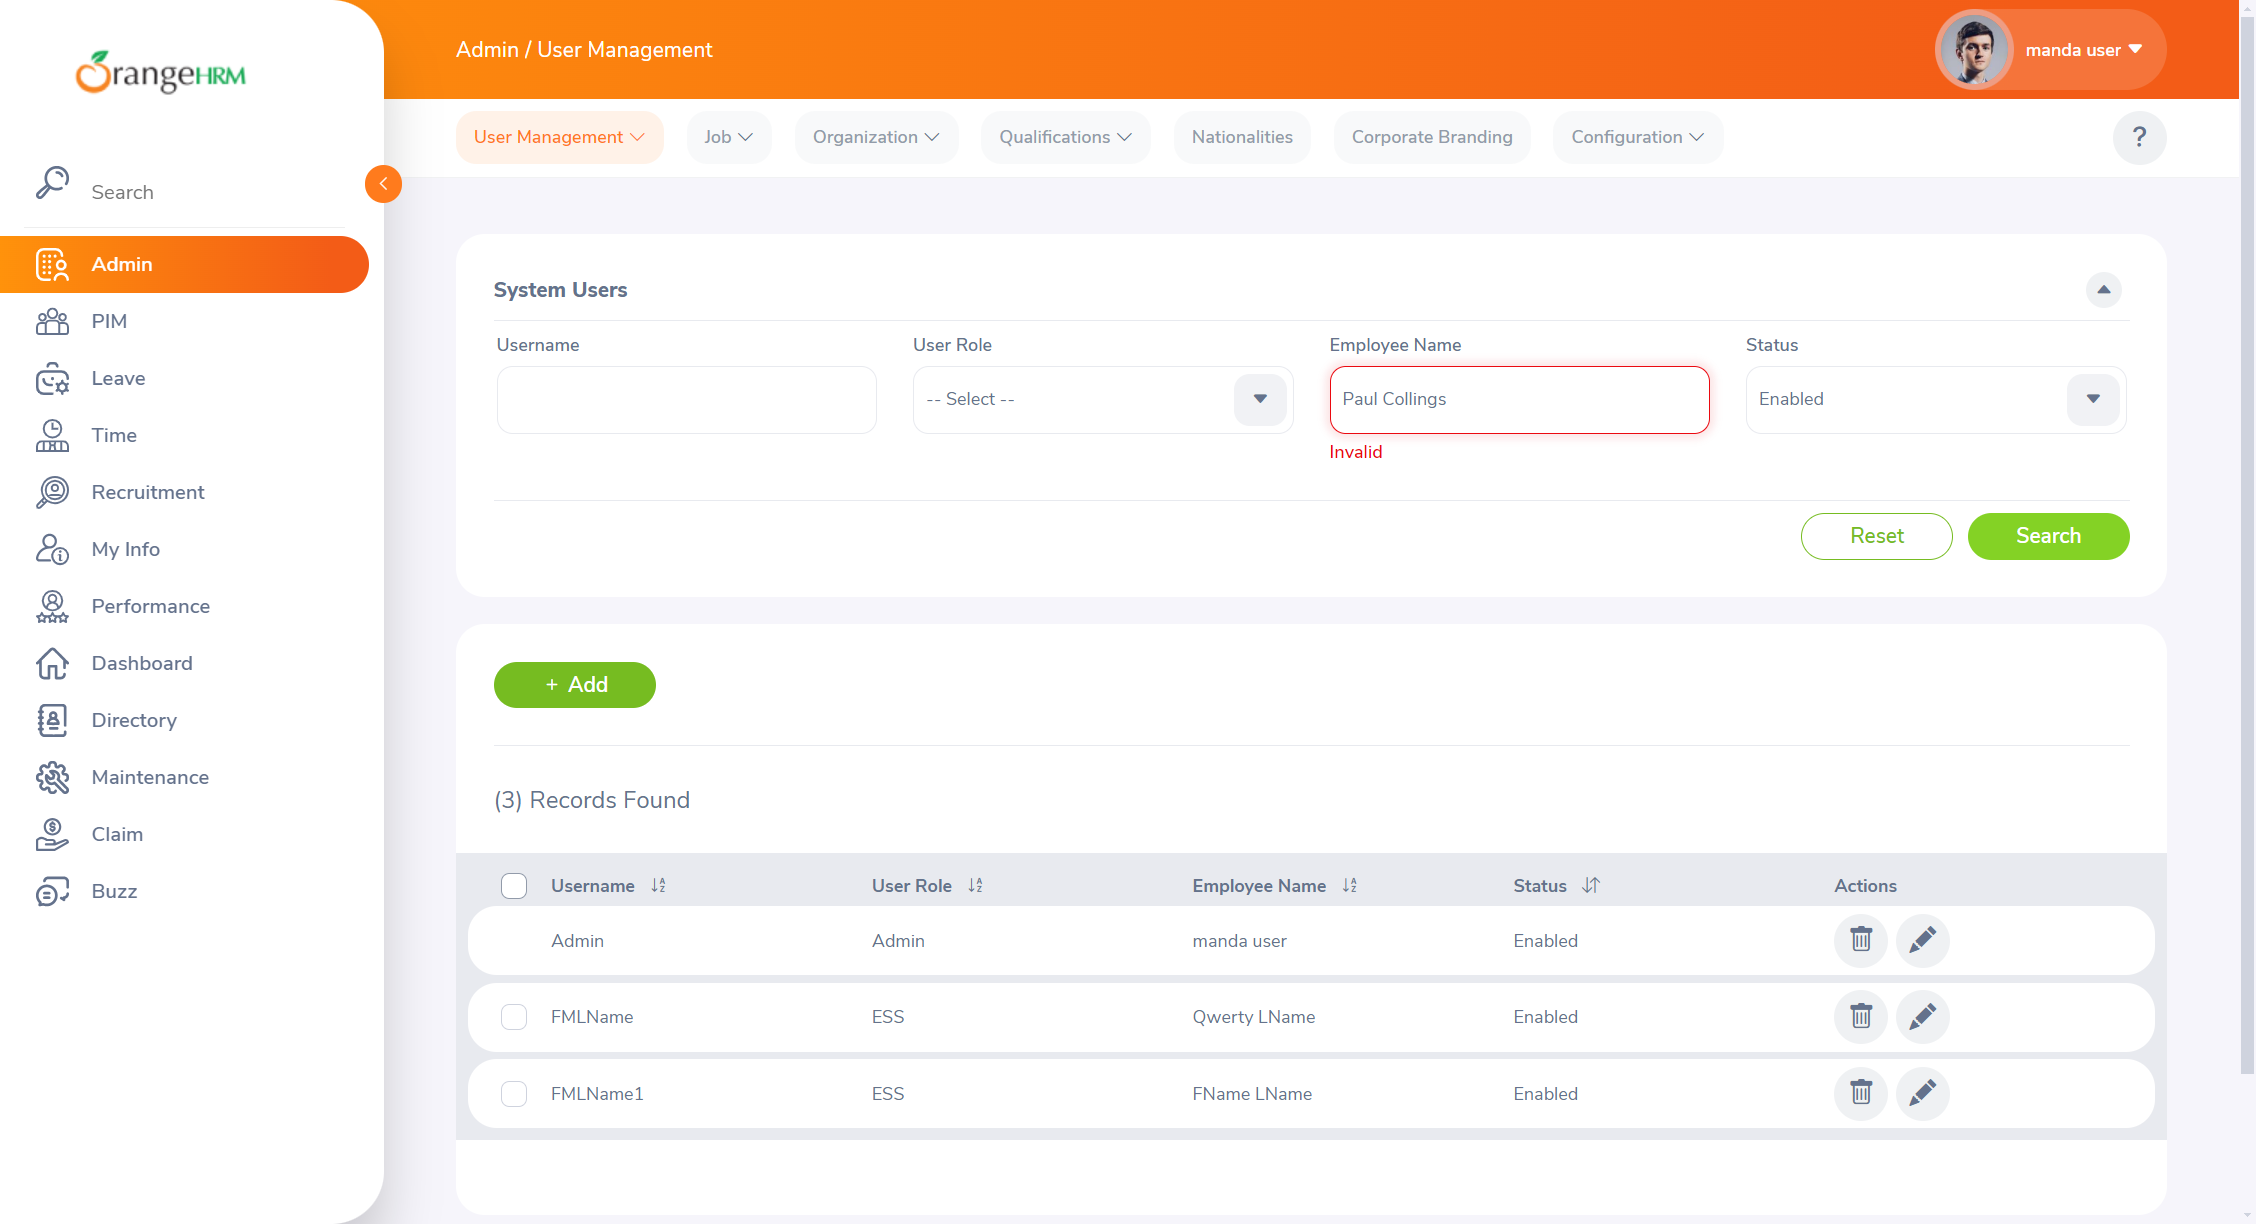 OrangeHRM
Admin / User Management
manda user
User Management
Job
Organization
Qualifications
Nationalities
Corporate Branding
Configuration
?
Search
Admin
PIM
Leave
Time
Recruitment
My Info
Performance
Dashboard
Directory
Maintenance
Claim
Buzz
System Users
Username
User Role
Employee Name
Status
-- Select --
Paul Collings
Enabled
Invalid
Reset
Search
+ Add
(3) Records Found
Username User Role Employee Name Status Actions
Admin Admin manda user Enabled
FMLName ESS Qwerty LName Enabled
FMLName1 ESS FName LName Enabled